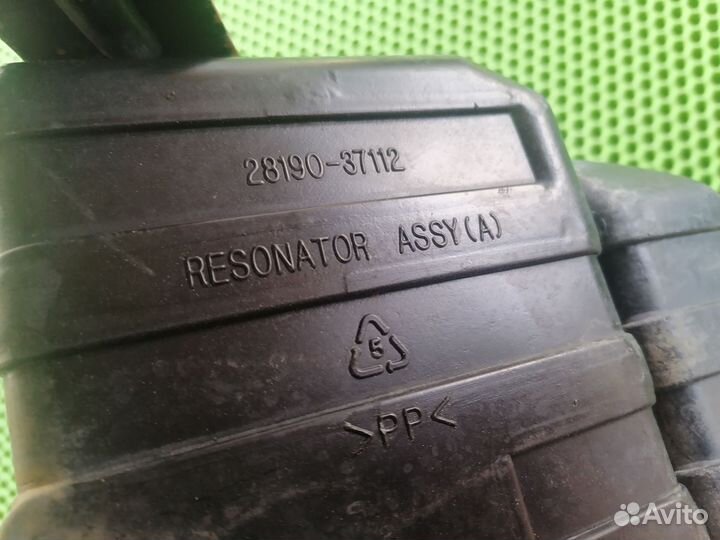 28190-37112
RESONATOR ASSY(A)
5
>PP<
Avito